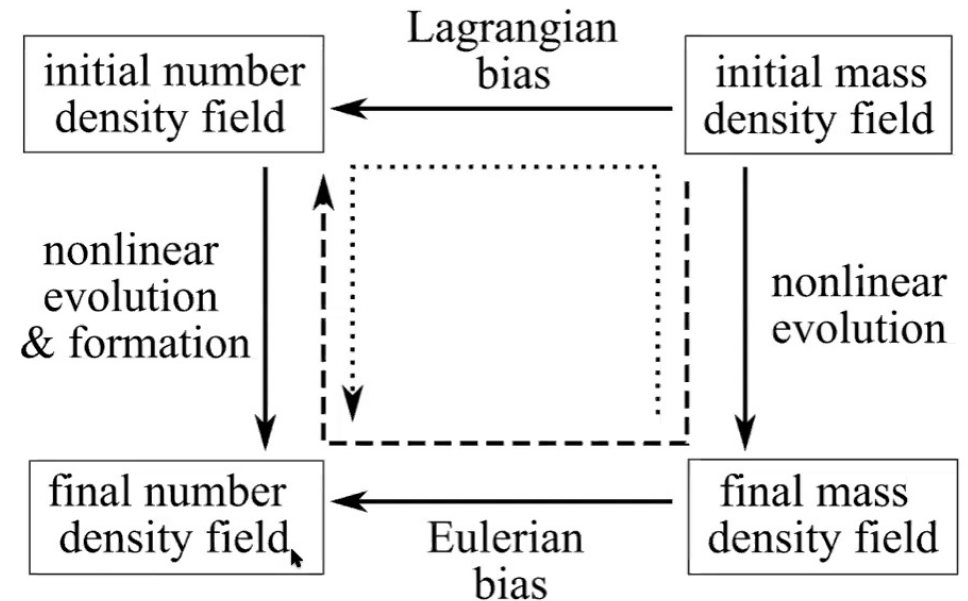 Lagrangian
bias
initial number
density field
initial mass
density field
nonlinear
evolution
& formation
nonlinear
evolution
final number
density field
final mass
density field
Eulerian
bias